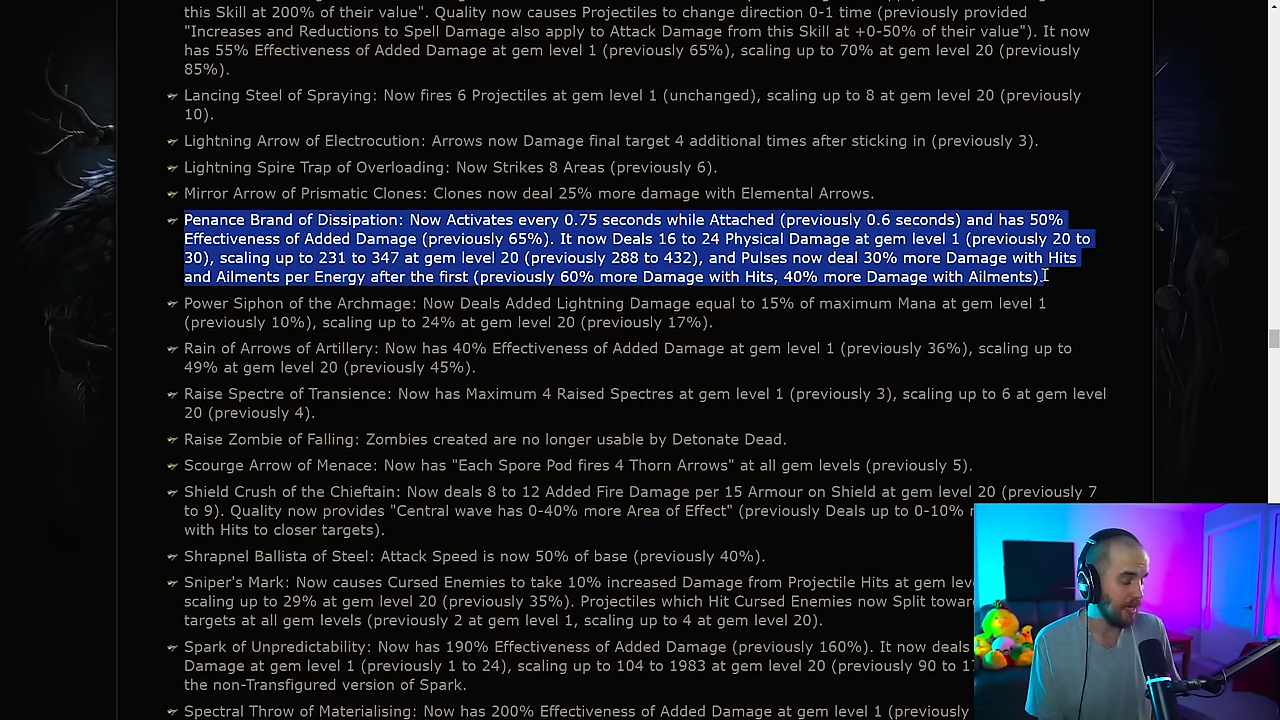 this Skill at 200% of their value". Quality now causes Projectiles to change direction 0-1 time (previously provided
"Increases and Reductions to Spell Damage also apply to Attack Damage from this Skill at +0-50% of their value"). It now
has 55% Effectiveness of Added Damage at gem level 1 (previously 65%), scaling up to 70% at gem level 20 (previously
85%).
Lancing Steel of Spraying: Now fires 6 Projectiles at gem level 1 (unchanged), scaling up to 8 at gem level 20 (previously
10).
Lightning Arrow of Electrocution: Arrows now Damage final target 4 additional times after sticking in (previously 3).
Lightning Spire Trap of Overloading: Now Strikes 8 Areas (previously 6).
Mirror Arrow of Prismatic Clones: Clones now deal 25% more damage with Elemental Arrows.
Penance Brand of Dissipation: Now Activates every 0.75 seconds while Attached (previously 0.6 seconds) and has 50%
Effectiveness of Added Damage (previously 65%). It now Deals 16 to 24 Physical Damage at gem level 1 (previously 20 to
30), scaling up to 231 to 347 at gem level 20 (previously 288 to 432), and Pulses now deal 30% more Damage with Hits
and Ailments per Energy after the first (previously 60% more Damage with Hits, 40% more Damage with Ailments).
Power Siphon of the Archmage: Now Deals Added Lightning Damage equal to 15% of maximum Mana at gem level 1
(previously 10%), scaling up to 24% at gem level 20 (previously 17%).
Rain of Arrows of Artillery: Now has 40% Effectiveness of Added Damage at gem level 1 (previously 36%), scaling up to
49% at gem level 20 (previously 45%).
Raise Spectre of Transience: Now has Maximum 4 Raised Spectres at gem level 1 (previously 3), scaling up to 6 at gem level
20 (previously 4).
Raise Zombie of Falling: Zombies created are no longer usable by Detonate Dead.
Scourge Arrow of Menace: Now has "Each Spore Pod fires 4 Thorn Arrows" at all gem levels (previously 5).
Shield Crush of the Chieftain: Now deals 8 to 12 Added Fire Damage per 15 Armour on Shield at gem level 20 (previously 7
to 9). Quality now provides "Central wave has 0-40% more Area of Effect" (previously Deals up to 0-10%
with Hits to closer targets).
Shrapnel Ballista of Steel: Attack Speed is now 50% of base (previously 40%).
Sniper's Mark: Now causes Cursed Enemies to take 10% increased Damage from Projectile Hits at gem
scaling up to 29% at gem level 20 (previously 35%). Projectiles which Hit Cursed Enemies now Split
targets at all gem levels (previously 2 at gem level 1, scaling up to 4 at gem level 20).
Spark of Unpredictability: Now has 190% Effectiveness of Added Damage (previously 160%). It now deals
Damage at gem level 1 (previously 1 to 24), scaling up to 104 to 1983 at gem level 20 (previously 90 to
the non-Transfigured version of Spark.
Spectral Throw of Materialising: Now has 200% Effectiveness of Added Damage at gem level 1 (previously